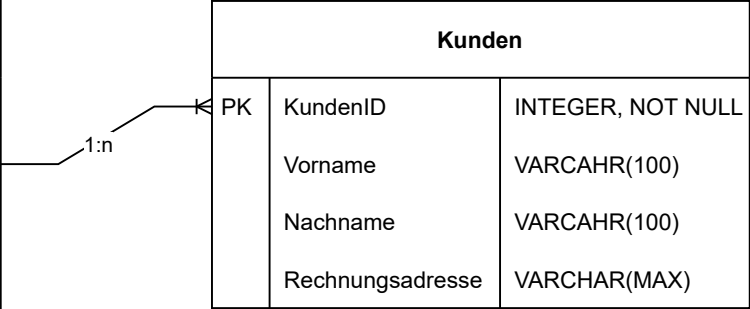 Kunden
PK KundenID INTEGER, NOT NULL
1:n
Vorname VARCAHR(100)
Nachname VARCAHR(100)
Rechnungsadresse VARCHAR(MAX)